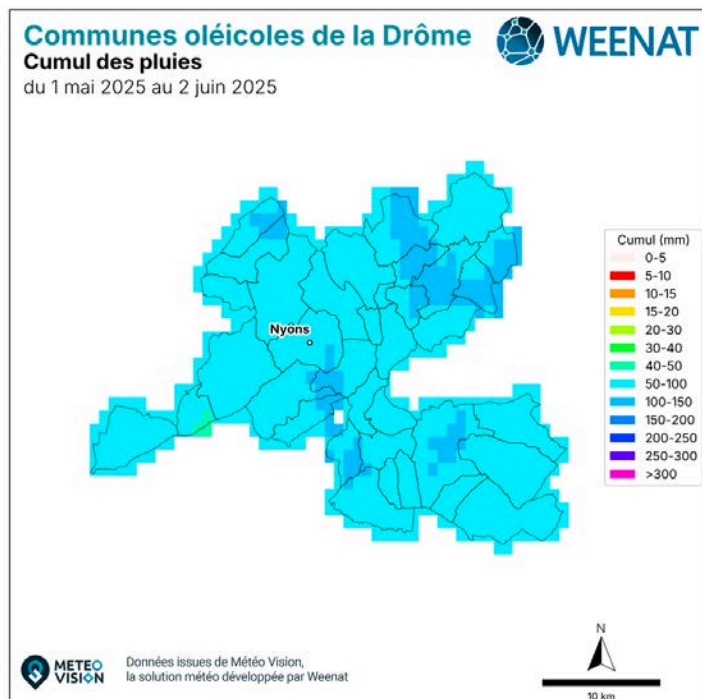 Communes oléicoles de la Drôme
WEENAT
Cumul des pluies
du 1 mai 2025 au 2 juin 2025
Cumul (mm)
0-5
5-10
10-15
15-20
20-30
30-40
40-50
50-100
100-150
150-200
200-250
250-300
>300
Nyons
METEO
VISION
Données issues de Météo Vision,
la solution météo développée par Weenat
N
10 km